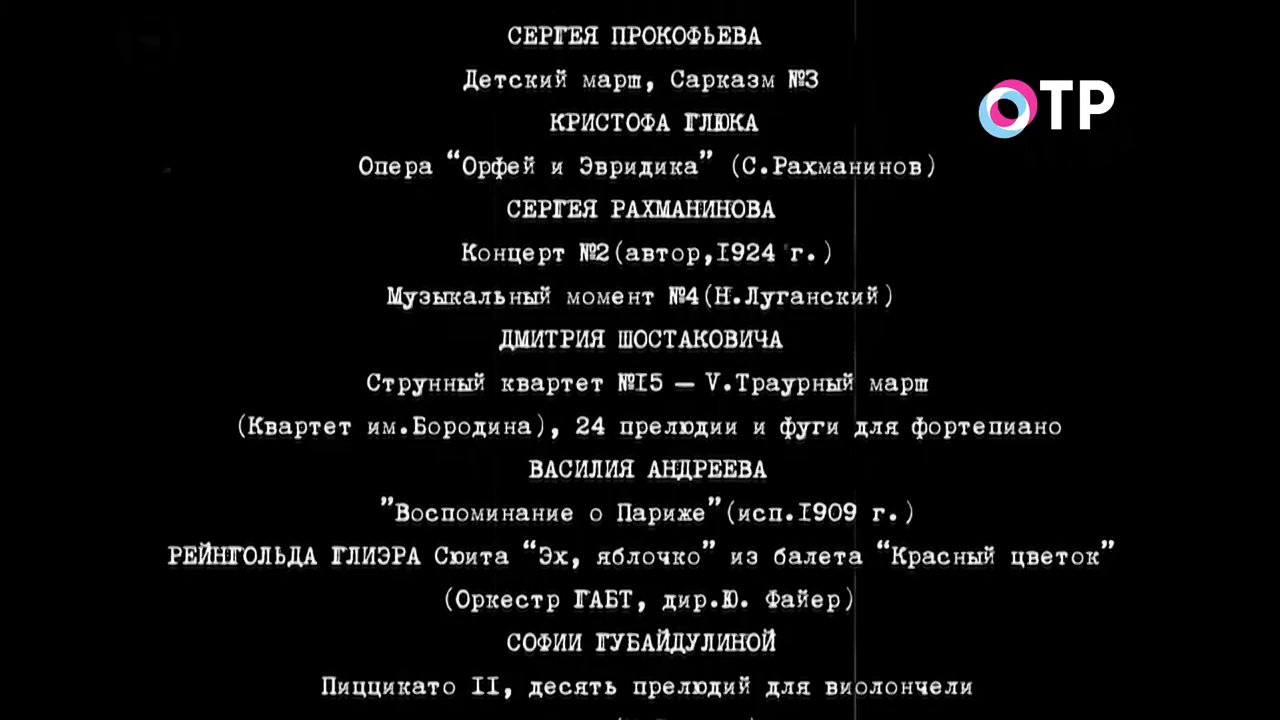 СЕРГЕЯ ПРОКОФЬЕВА
Детский марш, Сарказм №3
ОТР
КРИСТОФА ГЛЮКА
Опера “Орфей и Эвридика” (С.Рахманинов)
СЕРГЕЯ РАХМАНИНОВА
Концерт №2(автор,1924 г.)
Музыкальный момент №4(Н.Луганский)
ДМИТРИЯ ШОСТАКОВИЧА
Струнный квартет №15 — V.Траурный марш
(Квартет им.Бородина), 24 прелюдии и фуги для фортепиано
ВАСИЛИЯ АНДРЕЕВА
”Воспоминание о Париже”(исп.1909 г.)
РЕЙНГОЛЬДА ГЛИЭРА Сюита “Эх, яблочко” из балета “Красный цветок”
(Оркестр ГАБТ, дир.Ю. Файер)
СОФИИ ГУБАЙДУЛИНОЙ
Пиццикато II, десять прелюдий для виолончели